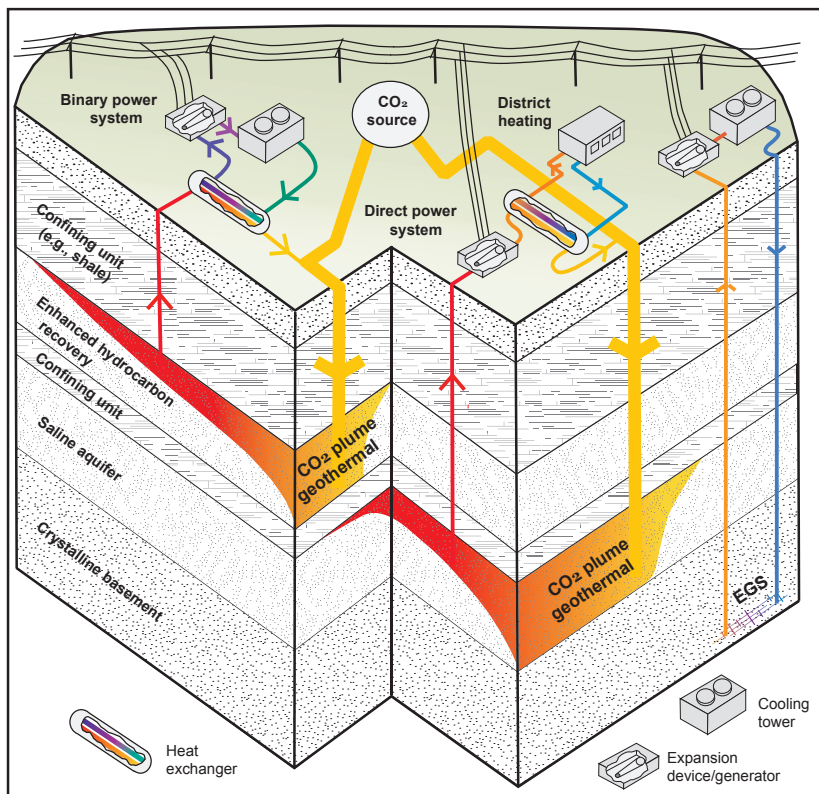 Binary power
system
CO₂
source
District
heating
Direct power
system
Confining unit
(e.g., shale)
Enhanced hydrocarbon
recovery
Confining unit
Saline aquifer
Crystalline basement
CO₂ plume
geothermal
CO₂ plume
geothermal
EGS
Heat
exchanger
Cooling
tower
Expansion
device/generator